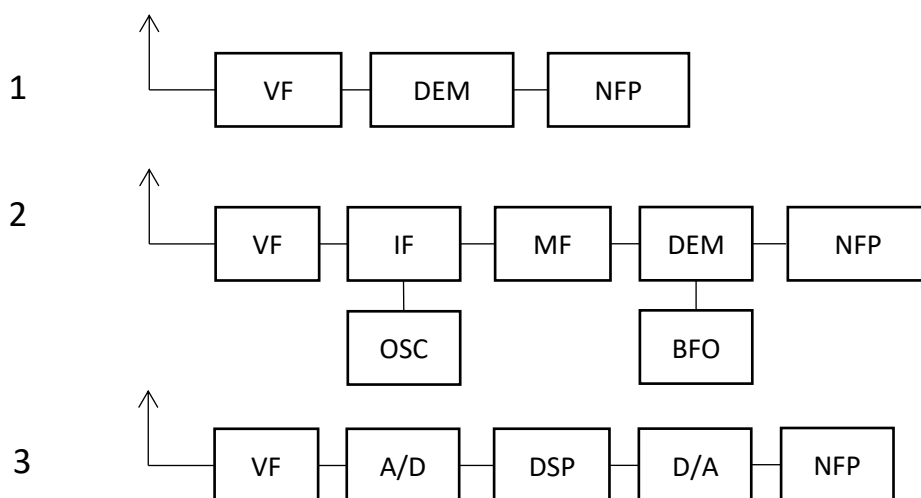 1
VF DEM NFP
2
VF IF MF DEM NFP
OSC BFO
3
VF A/D DSP D/A NFP